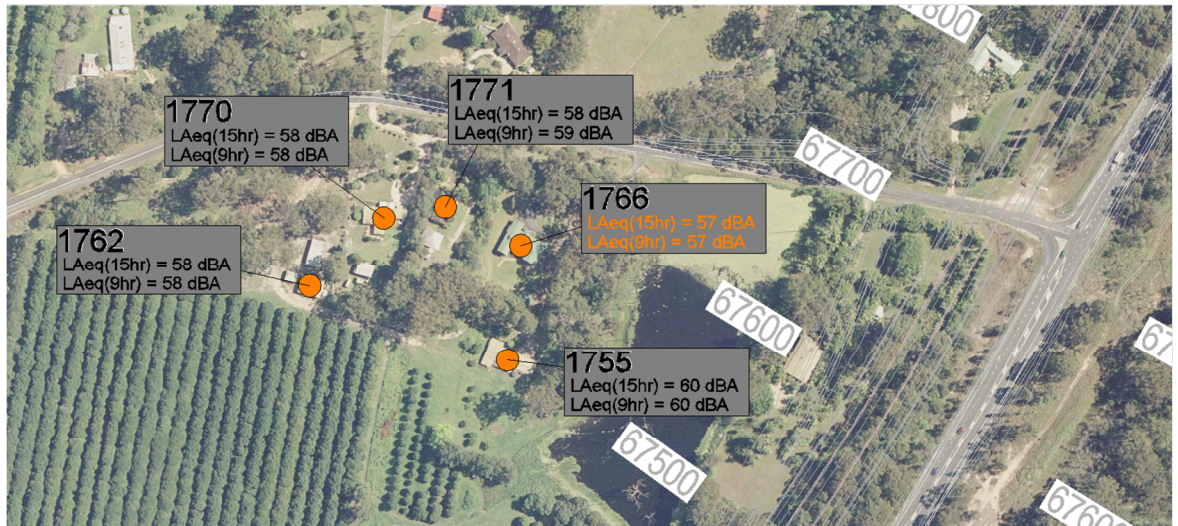 1771
LAeq(15hr) = 58 dBA
LAeq(9hr) = 59 dBA
1770
LAeq(15hr) = 58 dBA
LAeq(9hr) = 58 dBA
67700
1766
LAeq(15hr) = 57 dBA
LAeq(9hr) = 57 dBA
1762
LAeq(15hr) = 58 dBA
LAeq(9hr) = 58 dBA
67600
1755
LAeq(15hr) = 60 dBA
LAeq(9hr) = 60 dBA
67500